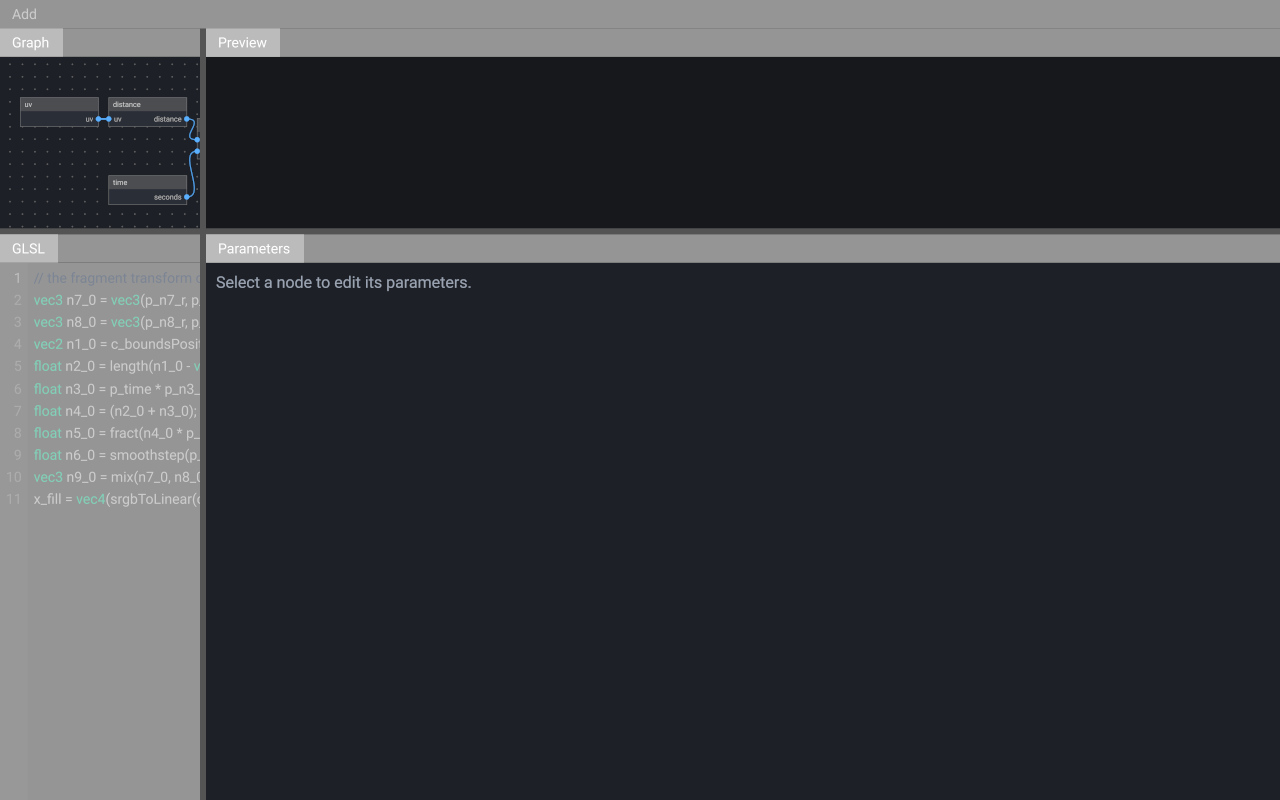 Add
Graph
Preview
uv
uv
distance
uv distance
time
seconds
GLSL
Parameters
Select a node to edit its parameters.
1 // the fragment transform
2 vec3 n7_0 = vec3(p_n7_r, p
3 vec3 n8_0 = vec3(p_n8_r, p
4 vec2 n1_0 = c_boundsPosit
5 float n2_0 = length(n1_0 - v
6 float n3_0 = p_time * p_n3_
7 float n4_0 = (n2_0 + n3_0);
8 float n5_0 = fract(n4_0 * p_
9 float n6_0 = smoothstep(p_
10 vec3 n9_0 = mix(n7_0, n8_0
11 x_fill = vec4(srgbToLinear(